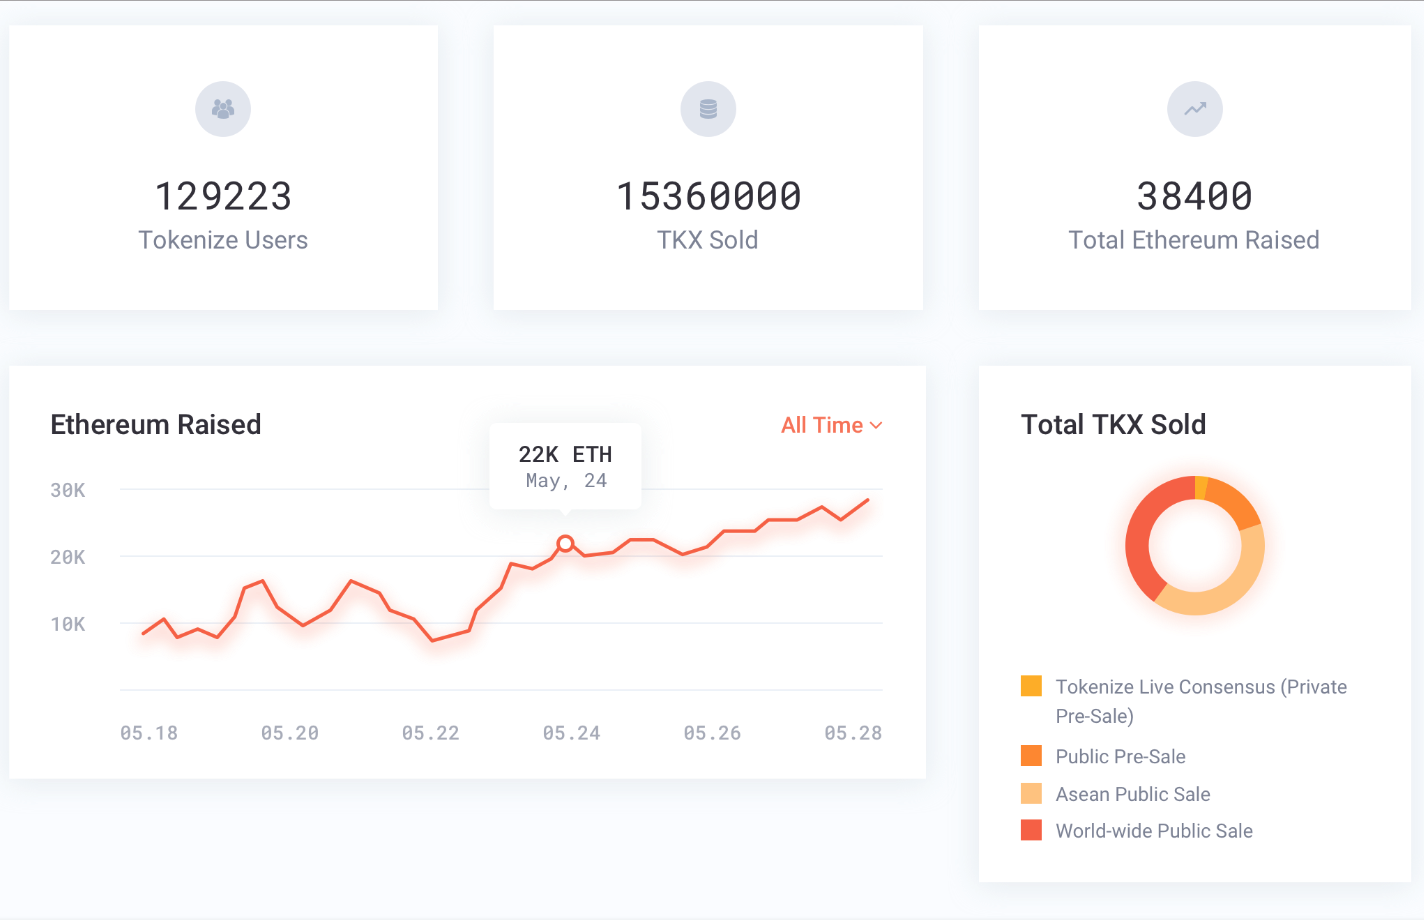 129223
Tokenize Users
15360000
TKX Sold
38400
Total Ethereum Raised
Ethereum Raised
All Time
22K ETH
May, 24
30K
20K
10K
05.18
05.20
05.22
05.24
05.26
05.28
Total TKX Sold
Tokenize Live Consensus (Private
Pre-Sale)
Public Pre-Sale
Asean Public Sale
World-wide Public Sale